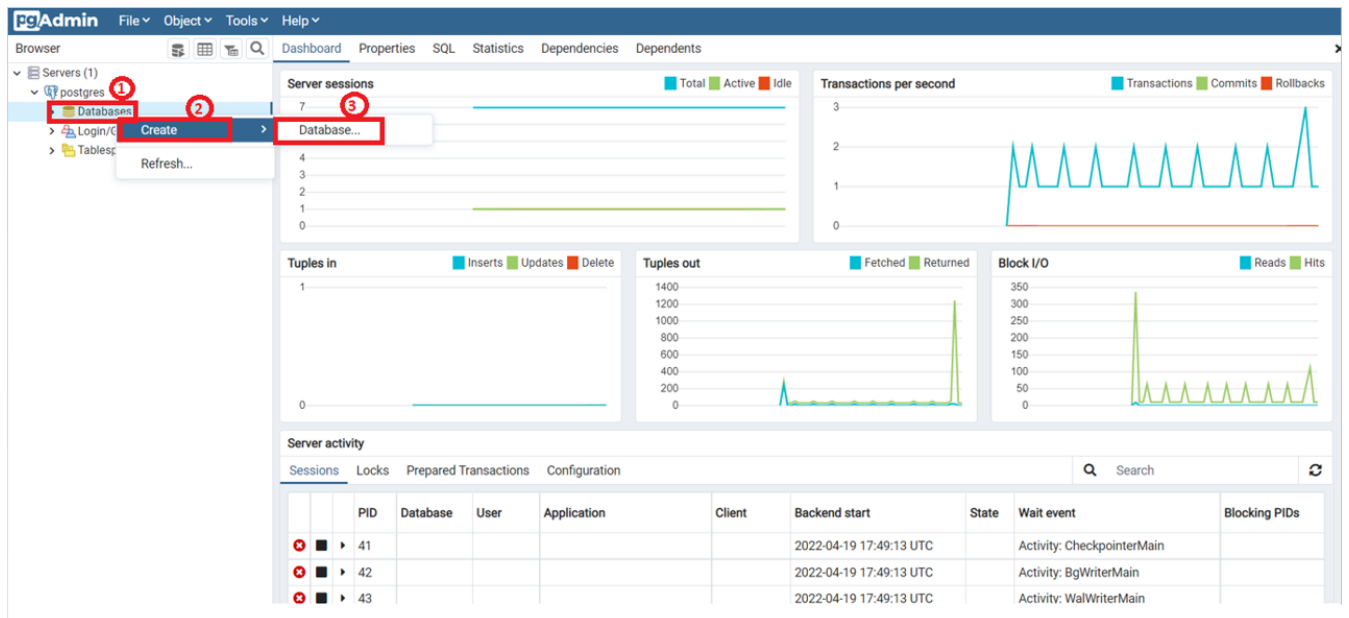 pgAdmin File Object Tools Help
Browser Dashboard Properties SQL Statistics Dependencies Dependents
Servers (1)
postgres 1
Databases
2
Login/
Create
Tablesp
Refresh...
3
Database...
Server sessions Total Active Idle
7
4
3
2
1
0
Transactions per second Transactions Commits Rollbacks
3
2
1
0
Tuples in Inserts Updates Delete
1
0
Tuples out Fetched Returned
1400
1200
1000
800
600
400
200
0
Block I/O Reads Hits
350
300
250
200
150
100
50
0
Server activity
Sessions Locks Prepared Transactions Configuration Search
PID Database User Application Client Backend start State Wait event Blocking PIDs
41 2022-04-19 17:49:13 UTC Activity: CheckpointerMain
42 2022-04-19 17:49:13 UTC Activity: BgWriterMain
43 2022-04-19 17:49:13 UTC Activity: WalWriterMain